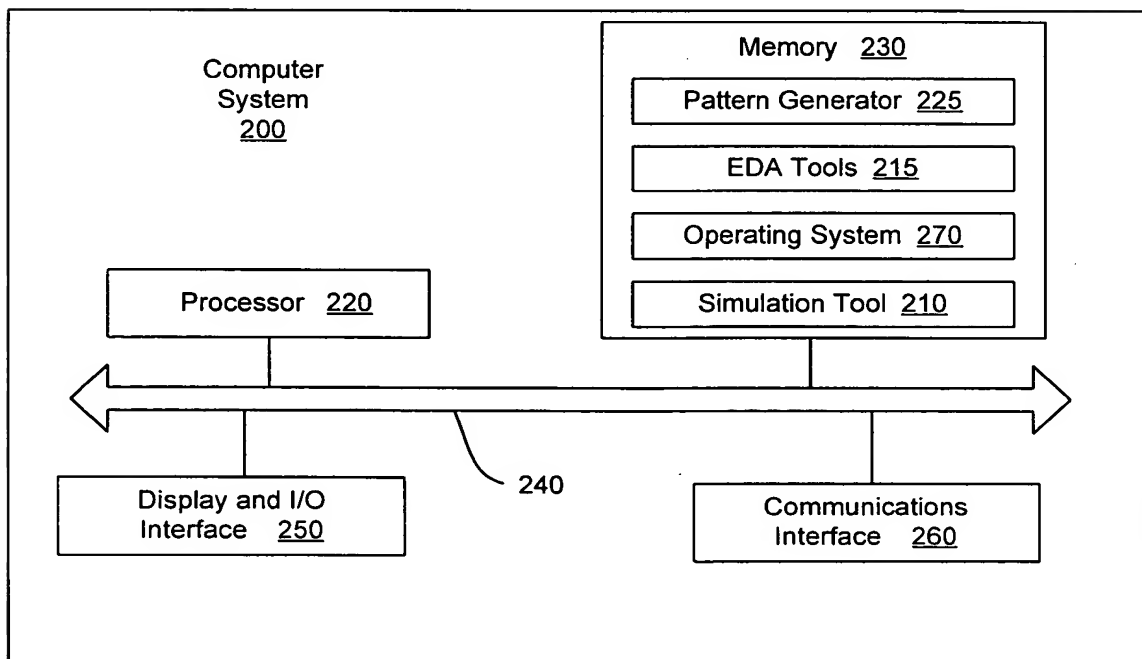 Computer
System
200
Memory 230
Pattern Generator 225
EDA Tools 215
Operating System 270
Simulation Tool 210
Processor 220
240
Display and I/O
Interface 250
Communications
Interface 260